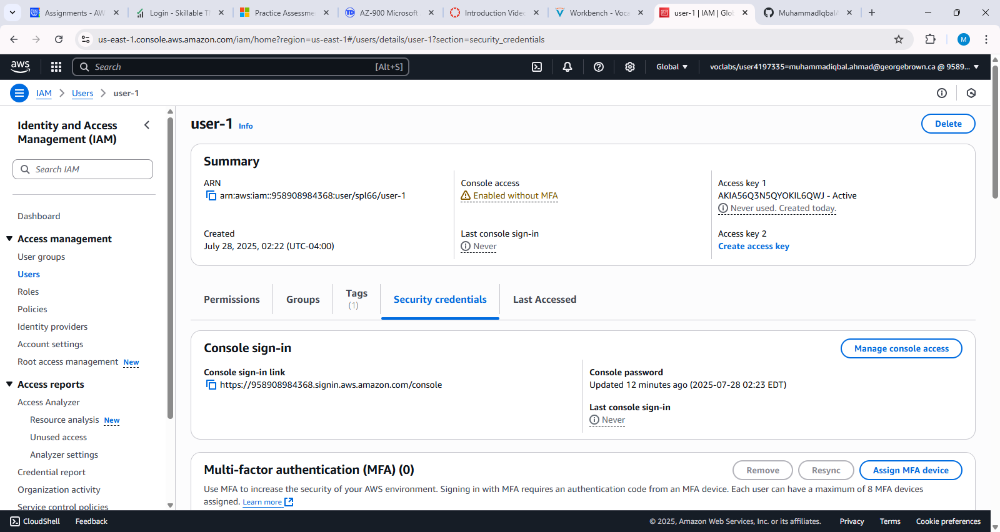 Assignments - AW
Login - Skillable Tr
Practice Assessme
AZ-900 Microsoft
Introduction Video
Workbench - Voca
user-1 | IAM | Glo
MuhammadIqbalA
us-east-1.console.aws.amazon.com/iam/home?region=us-east-1#/users/details/user-1?section=security_credentials
M
aws
Search
[Alt+S]
Global
voclabs/user4197335=muhammadiqbal.ahmad@georgebrown.ca @ 9589...
IAM
Users
user-1
Identity and Access
Management (IAM)
Search IAM
Dashboard
Access management
User groups
Users
Roles
Policies
Identity providers
Account settings
Root access management New
Access reports
Access Analyzer
Resource analysis New
Unused access
Analyzer settings
Credential report
Organization activity
Service control policies
user-1 Info
Delete
Summary
ARN
arn:aws:iam::958908984368:user/spl66/user-1
Created
July 28, 2025, 02:22 (UTC-04:00)
Console access
Enabled without MFA
Last console sign-in
Never
Access key 1
AKIA56Q3N5QYOKIL6QWJ - Active
Never used. Created today.
Access key 2
Create access key
Permissions
Groups
Tags
(1)
Security credentials
Last Accessed
Console sign-in
Manage console access
Console sign-in link
https://958908984368.signin.aws.amazon.com/console
Console password
Updated 12 minutes ago (2025-07-28 02:23 EDT)
Last console sign-in
Never
Multi-factor authentication (MFA) (0)
Remove
Resync
Assign MFA device
Use MFA to increase the security of your AWS environment. Signing in with MFA requires an authentication code from an MFA device. Each user can have a maximum of 8 MFA devices
assigned. Learn more
CloudShell
Feedback
© 2025, Amazon Web Services, Inc. or its affiliates.
Privacy
Terms
Cookie preferences